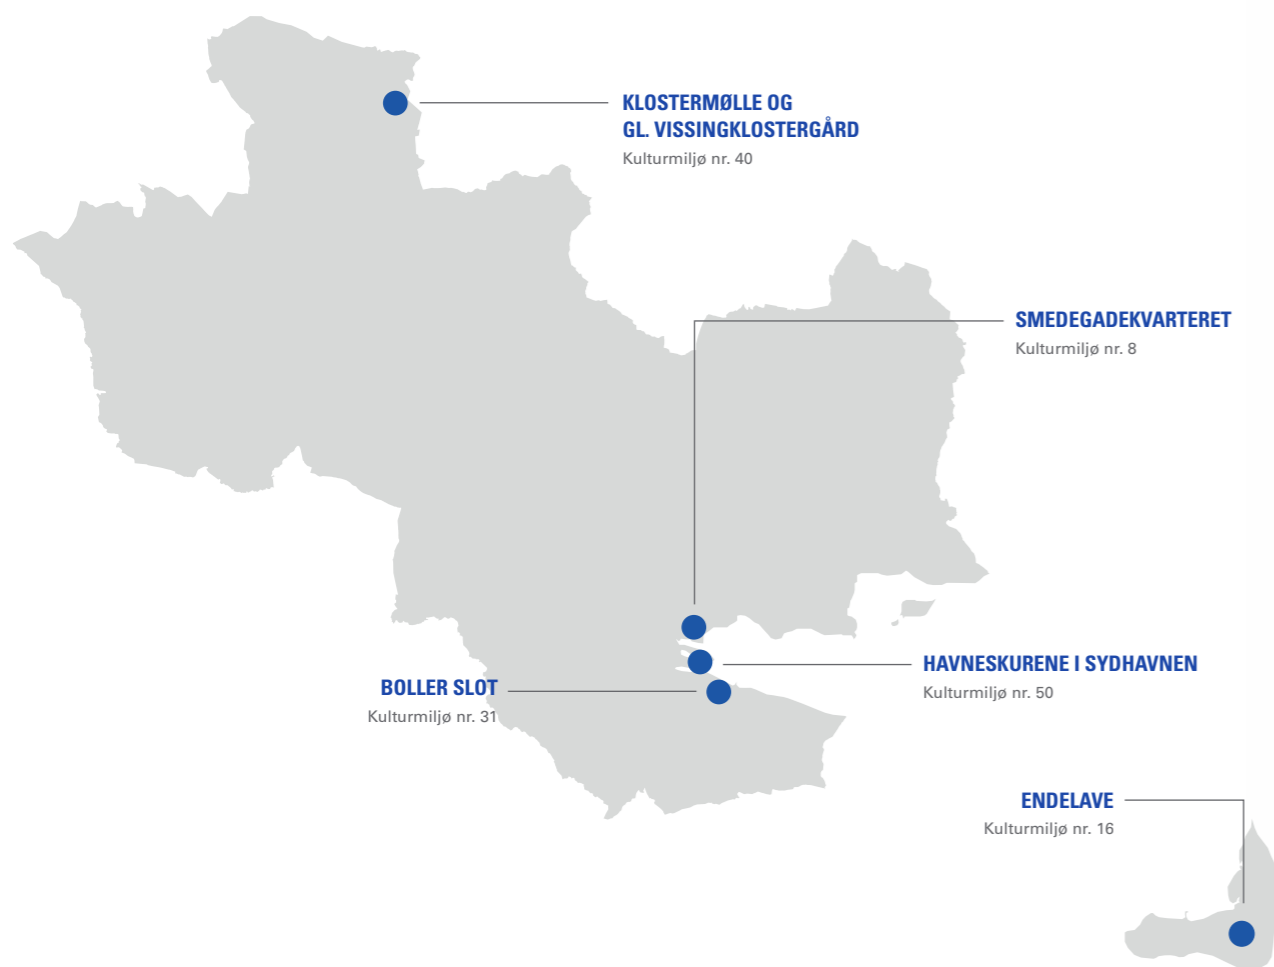 KLOSTERMØLLE OG
GL. VISSINGKLOSTERGÅRD
Kulturmiljø nr. 40
SMEDEGADEKVARTERET
Kulturmiljø nr. 8
HAVNESKURENE I SYDHAVNEN
Kulturmiljø nr. 50
BOLLER SLOT
Kulturmiljø nr. 31
ENDELAVE
Kulturmiljø nr. 16